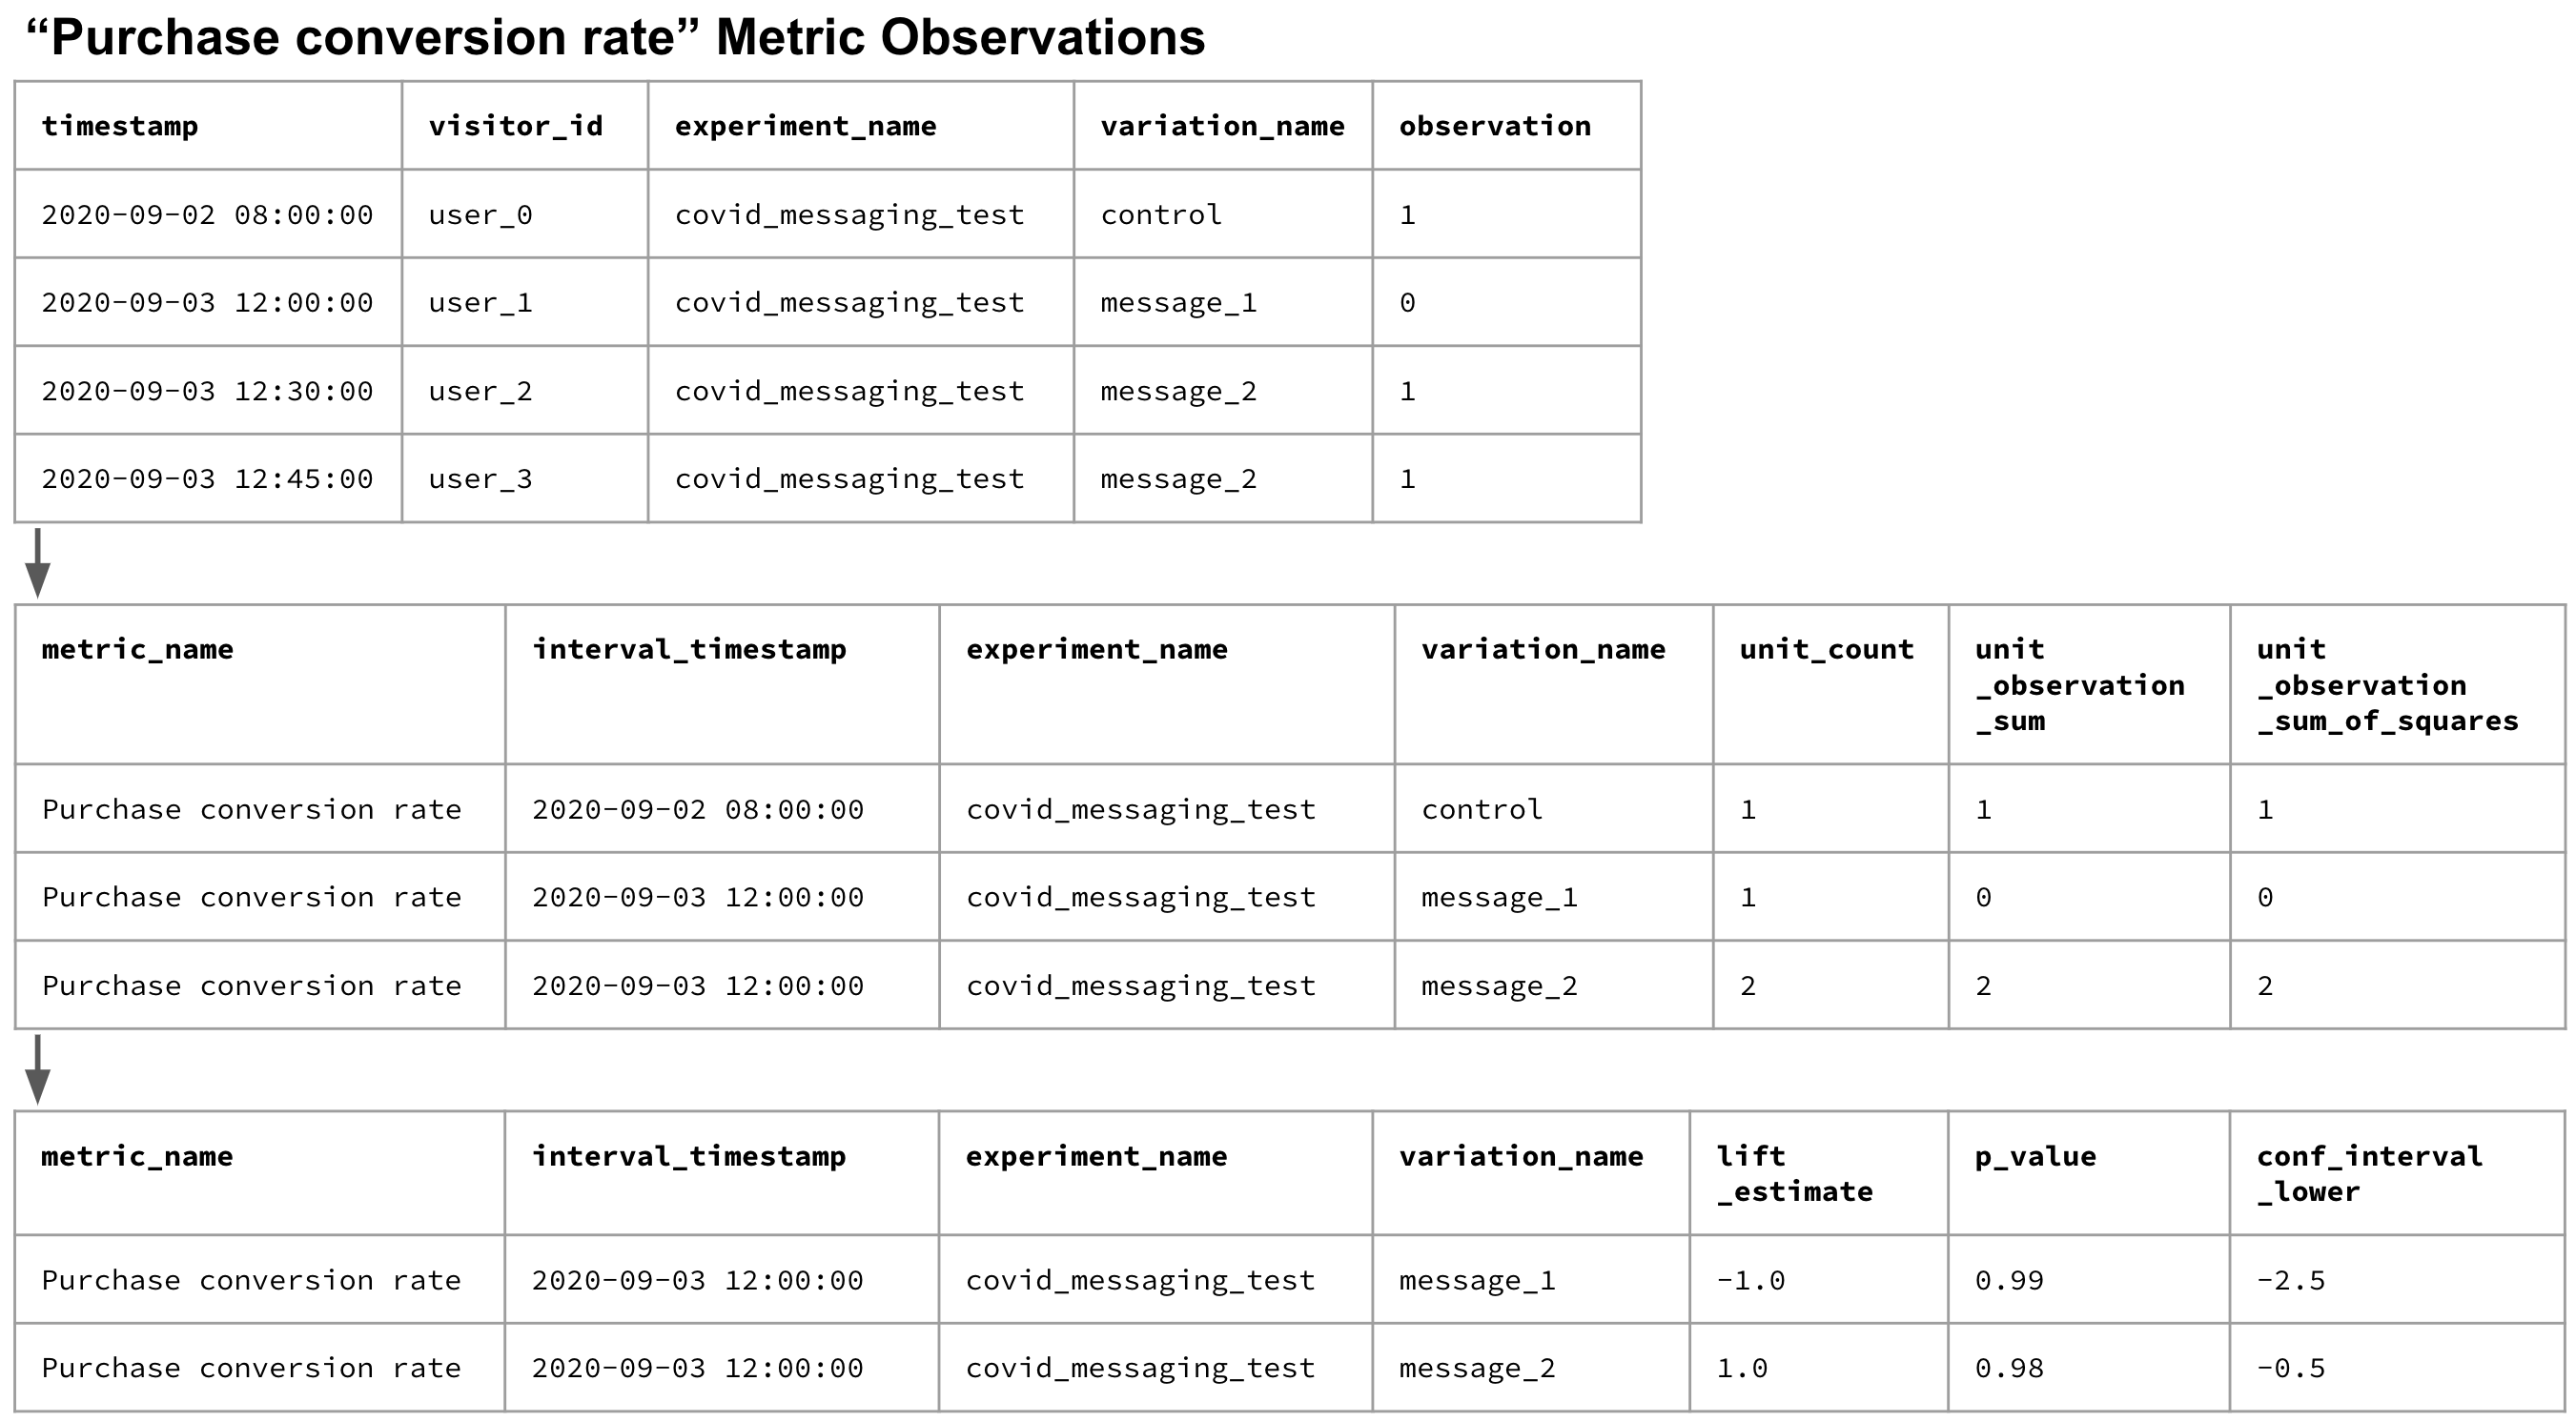 “Purchase conversion rate” Metric Observations
timestamp visitor_id experiment_name variation_name observation
2020-09-02 08:00:00 user_0 covid_messaging_test control 1
2020-09-03 12:00:00 user_1 covid_messaging_test message_1 0
2020-09-03 12:30:00 user_2 covid_messaging_test message_2 1
2020-09-03 12:45:00 user_3 covid_messaging_test message_2 1
metric_name interval_timestamp experiment_name variation_name unit_count unit unit
_observation _observation
_sum _sum_of_squares
Purchase conversion rate 2020-09-02 08:00:00 covid_messaging_test control 1 1 1
Purchase conversion rate 2020-09-03 12:00:00 covid_messaging_test message_1 1 0 0
Purchase conversion rate 2020-09-03 12:00:00 covid_messaging_test message_2 2 2 2
metric_name interval_timestamp experiment_name variation_name lift p_value conf_interval
_estimate _lower
Purchase conversion rate 2020-09-03 12:00:00 covid_messaging_test message_1 -1.0 0.99 -2.5
Purchase conversion rate 2020-09-03 12:00:00 covid_messaging_test message_2 1.0 0.98 -0.5